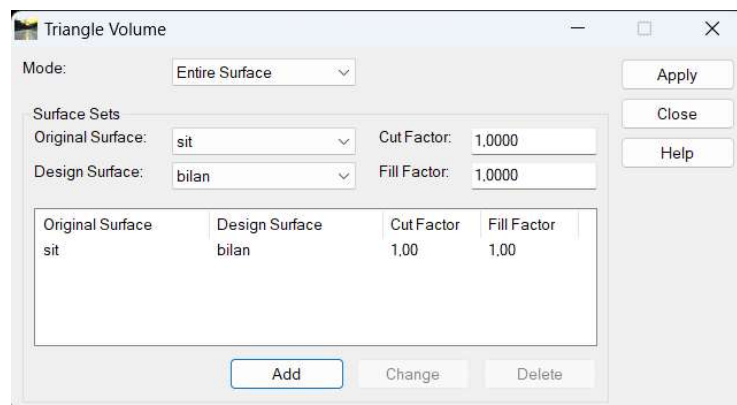 Triangle Volume
Mode: Entire Surface Apply
Surface Sets Close
Original Surface: sit Cut Factor: 1,0000 Help
Design Surface: bilan Fill Factor: 1,0000
Original Surface Design Surface Cut Factor Fill Factor
sit bilan 1,00 1,00
Add Change Delete